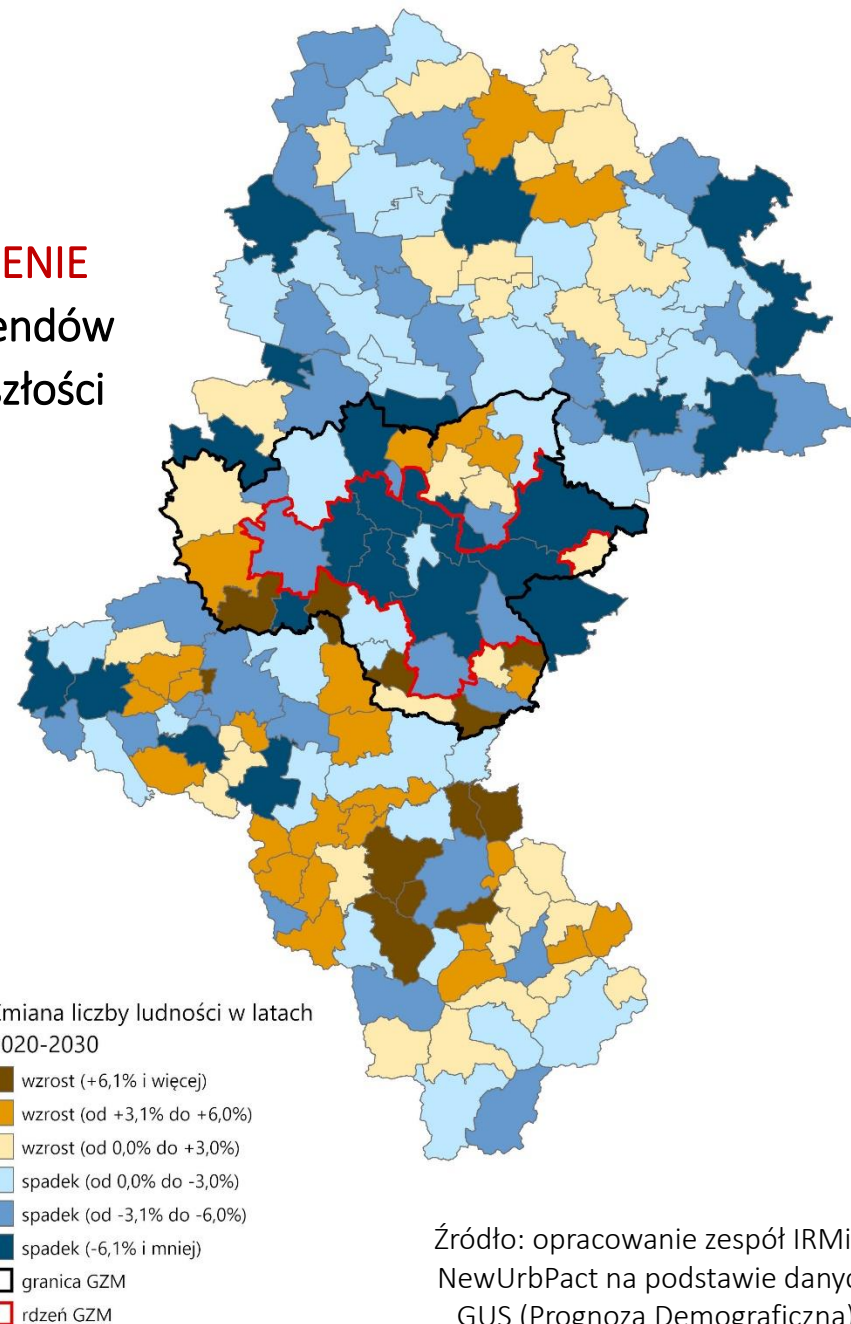 ENIE
endów
szłości
Zmiana liczby ludności w latach
2020-2030
wzrost (+6,1% i więcej)
wzrost (od +3,1% do +6,0%)
wzrost (od 0,0% do +3,0%)
spadek (od 0,0% do -3,0%)
spadek (od -3,1% do -6,0%)
spadek (-6,1% i mniej)
granica GZM
rdzeń GZM
Źródło: opracowanie zespół IRMi
NewUrbPact na podstawie danyc
GUS (Prognoza Demograficzna)